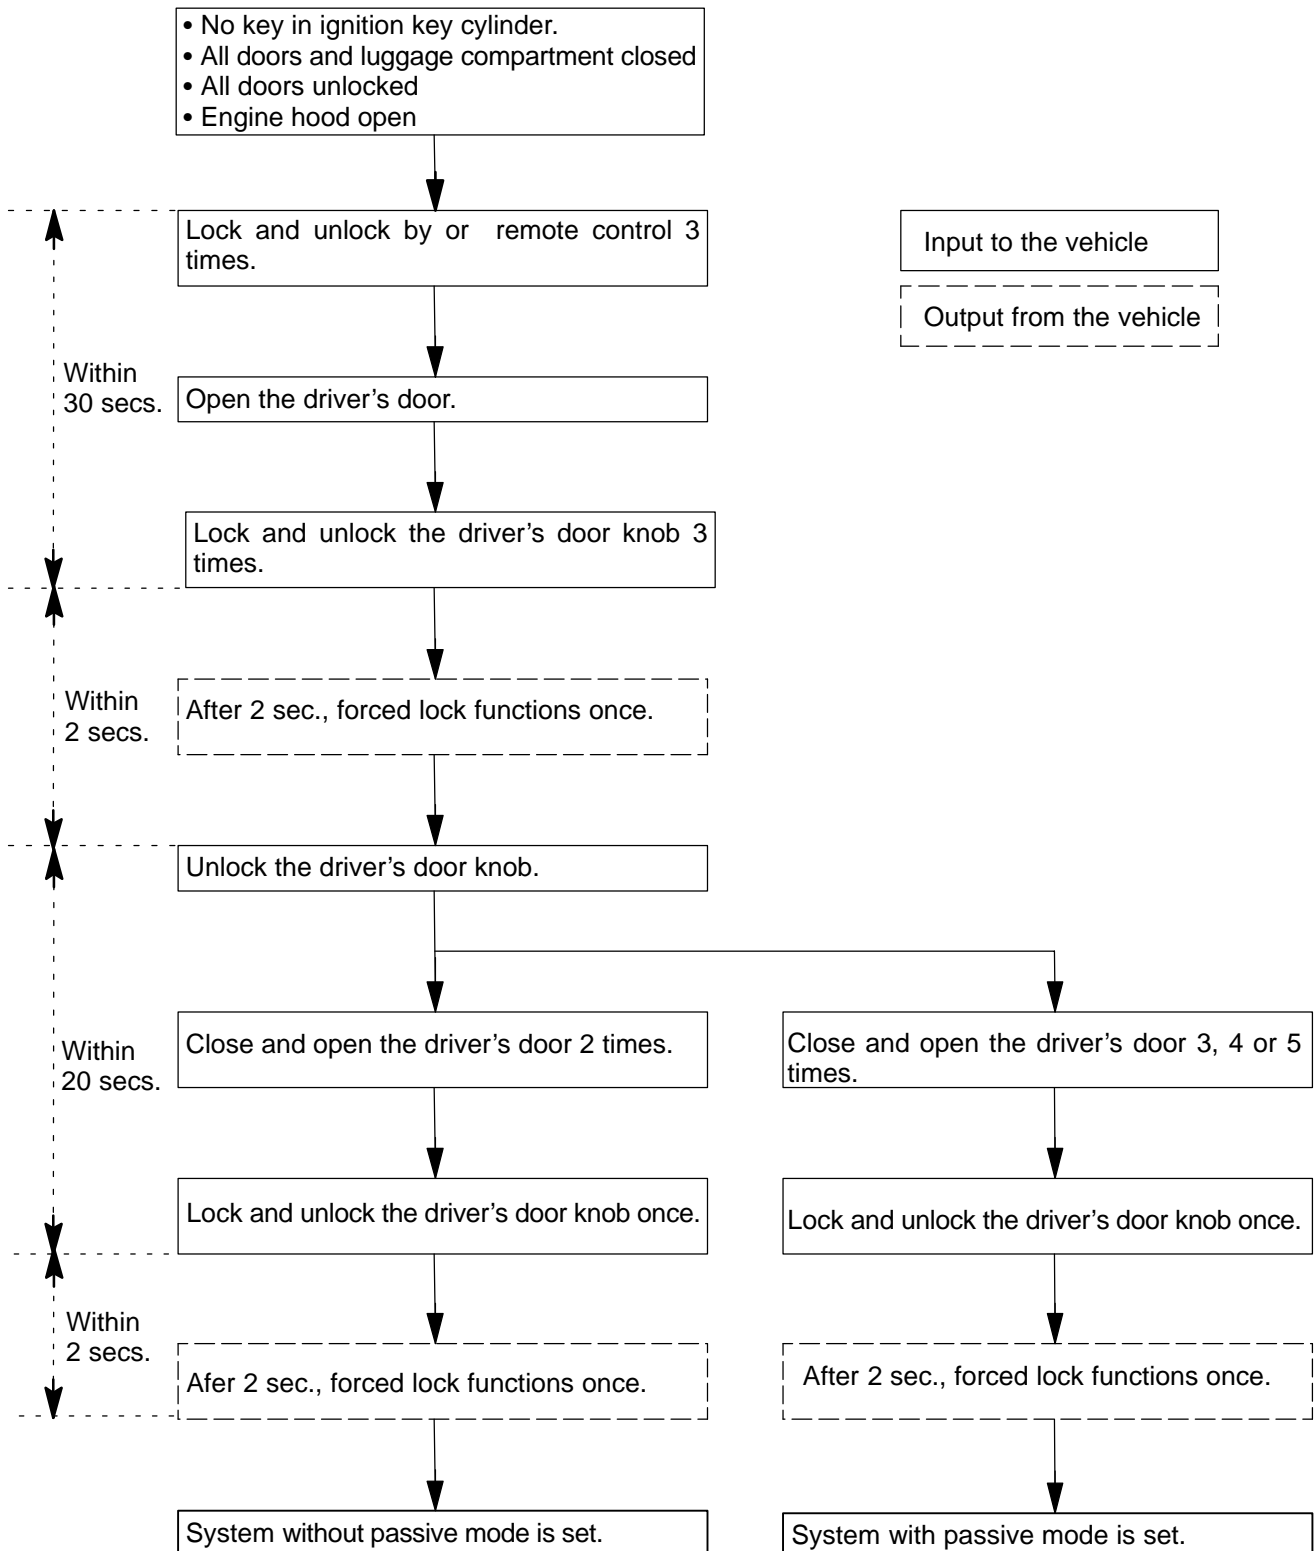 • No key in ignition key cylinder.
• All doors and luggage compartment closed
• All doors unlocked
• Engine hood open
Lock and unlock by or remote control 3
times.
Input to the vehicle
Output from the vehicle
Within
30 secs.
Open the driver’s door.
Lock and unlock the driver’s door knob 3
times.
Within
2 secs.
After 2 sec., forced lock functions once.
Unlock the driver’s door knob.
Within
20 secs.
Close and open the driver’s door 2 times.
Close and open the driver’s door 3, 4 or 5
times.
Lock and unlock the driver’s door knob once.
Lock and unlock the driver’s door knob once.
Within
2 secs.
Afer 2 sec., forced lock functions once.
After 2 sec., forced lock functions once.
System without passive mode is set.
System with passive mode is set.